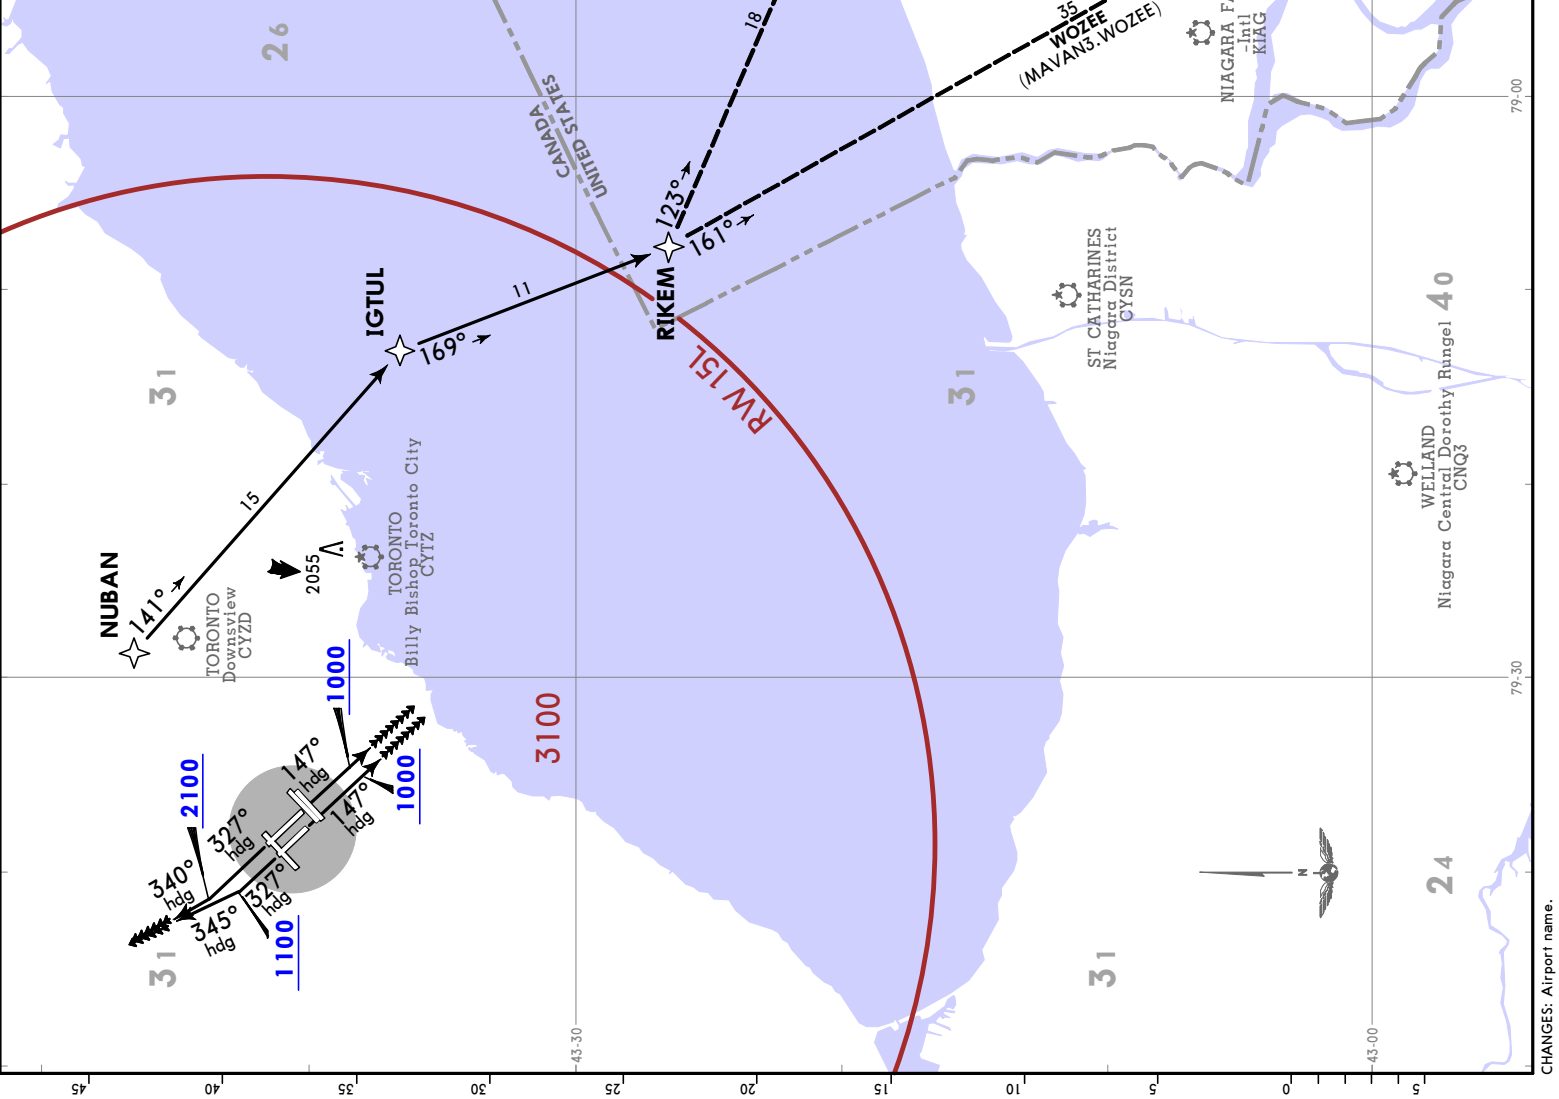 26
CANADA
UNITED STATES
18
35
WOZEE
(MAVAN3.WOZEE)
NIAGARA FA
-Intl
KIAG
79-00
123°
161°
RIKEM
11
IGTUL
169°
31
RW 15L
31
ST CATHARINES
Niagara District
CYSN
40
WELLAND
Niagara Central Dorothy Rungel
CNQ3
15
NUBAN
141°
TORONTO
Downsview
CYZD
2055
TORONTO
Billy Bishop Toronto City
CYTZ
79-30
3100
1000
147°
hdg
147°
hdg
1000
2100
327°
hdg
340°
hdg
327°
hdg
345°
hdg
1100
31
31
24
N
43-30
43-00
45
40
35
30
25
20
15
10
5
0
5
CHANGES: Airport name.